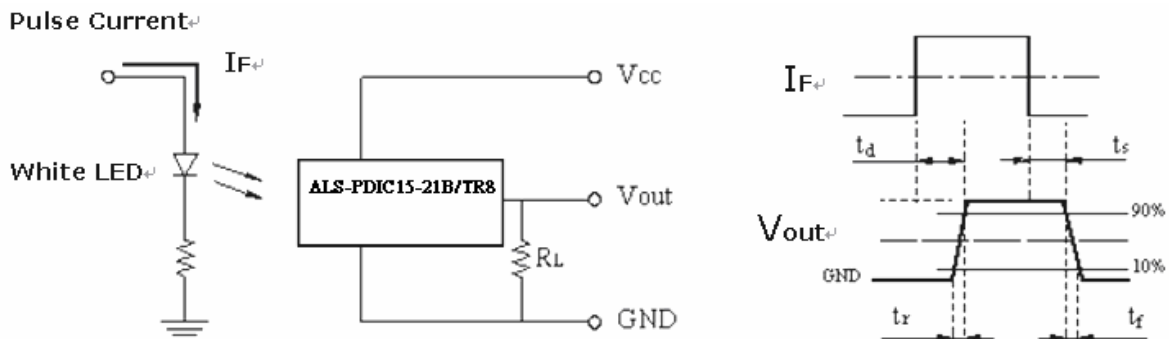 Pulse Current↵
IF↵
White LED↵
ALS-PDIC15-21B/TR8
Vcc
Vout
RL
GND
IF↵
td
ts
Vout↵
90%
10%
GND
tr
tf